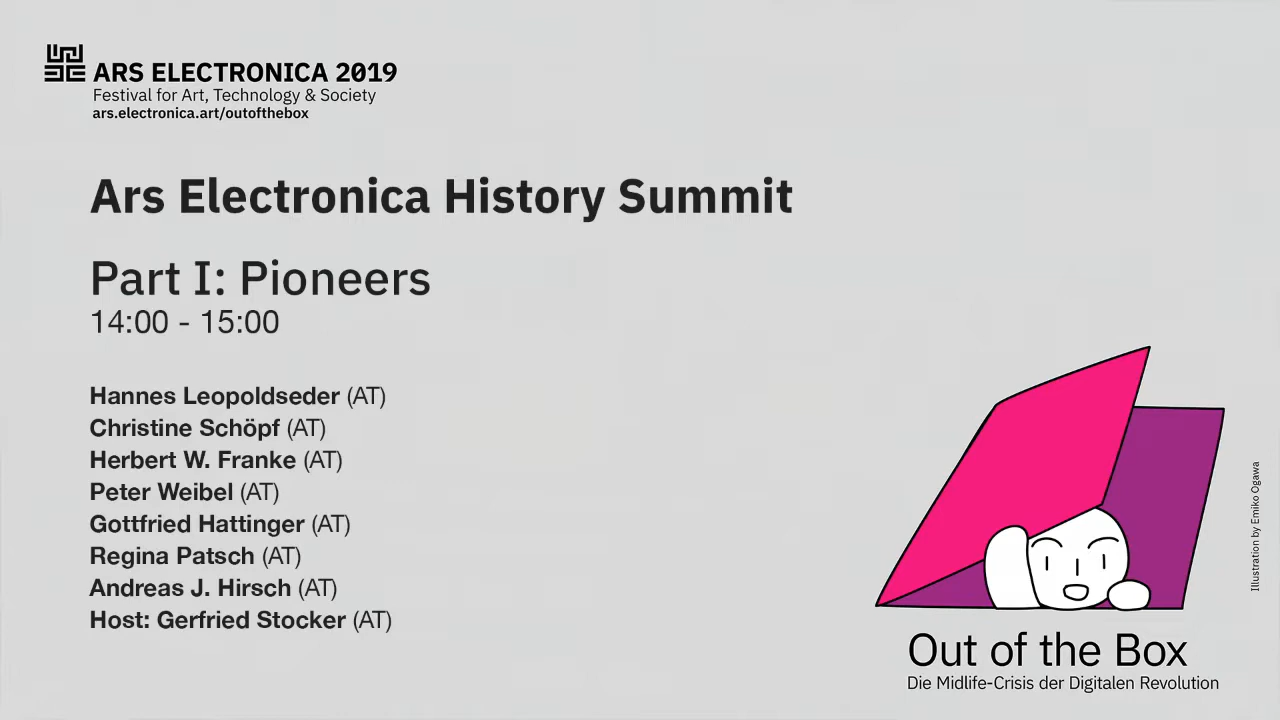 ARS ELECTRONICA 2019
Festival for Art, Technology & Society
ars.electronica.art/outofthebox
Ars Electronica History Summit
Part I: Pioneers
14:00 - 15:00
Hannes Leopoldseder (AT)
Christine Schöpf (AT)
Herbert W. Franke (AT)
Peter Weibel (AT)
Gottfried Hattinger (AT)
Regina Patsch (AT)
Andreas J. Hirsch (AT)
Host: Gerfried Stocker (AT)
Illustration by Emiko Ogawa
Out of the Box
Die Midlife-Crisis der Digitalen Revolution